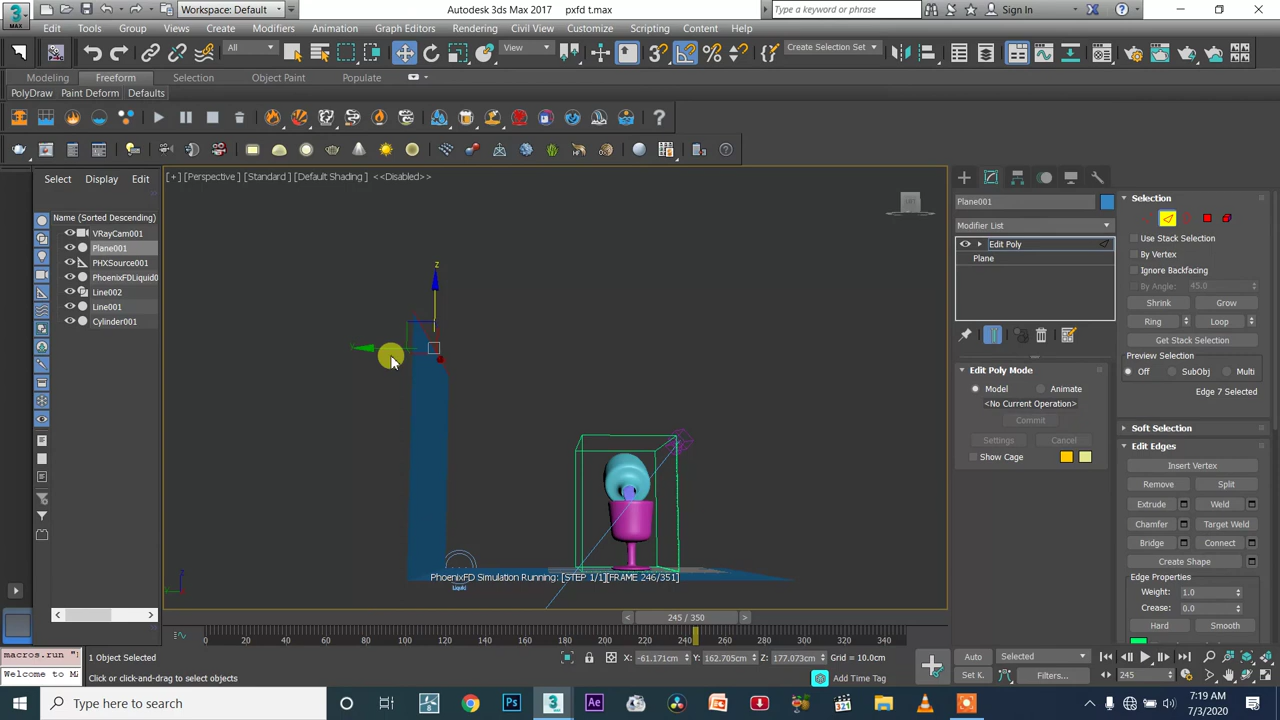 3 MAX
Workspace: Default
Autodesk 3ds Max 2017 pxfd t.max
Type a keyword or phrase
Sign In
Edit Tools Group Views Create Modifiers Animation Graph Editors Rendering Civil View Customize Scripting Content Help
All
View
Create Selection Set
Modeling Freeform Selection Object Paint Populate
PolyDraw Paint Deform Defaults
Select Display Edit
[+] [Perspective] [Standard] [Default Shading] <<Disabled>>
Name (Sorted Descending)
VRayCam001
Plane001
PHXSource001
PhoenixFDLiquid0
Line002
Line001
Cylinder001
z
Liquid
PhoenixFD Simulation Running: [STEP 1/1][FRAME 246/351]
Plane001
Modifier List
Edit Poly
Plane
Edit Poly Mode
Model Animate
<No Current Operation>
Commit
Settings Cancel
Show Cage
Selection
Use Stack Selection
By Vertex
Ignore Backfacing
By Angle: 45.0
Shrink Grow
Ring Loop
Get Stack Selection
Preview Selection
Off SubObj Multi
Edge 7 Selected
Soft Selection
Edit Edges
Insert Vertex
Remove Split
Extrude Weld
Chamfer Target Weld
Bridge Connect
Create Shape
Edge Properties
Weight: 1.0
Crease: 0.0
Hard Smooth
245 / 350
0 20 40 60 80 100 120 140 160 180 200 220 240 260 280 300 320 340
macros.run "
Welcome to M
1 Object Selected
Click or click-and-drag to select objects
X: -61.171cm Y: 162.705cm Z: 177.073cm Grid = 10.0cm
Add Time Tag
Auto Selected
Set K. Filters...
245
Type here to search
7:19 AM
7/3/2020